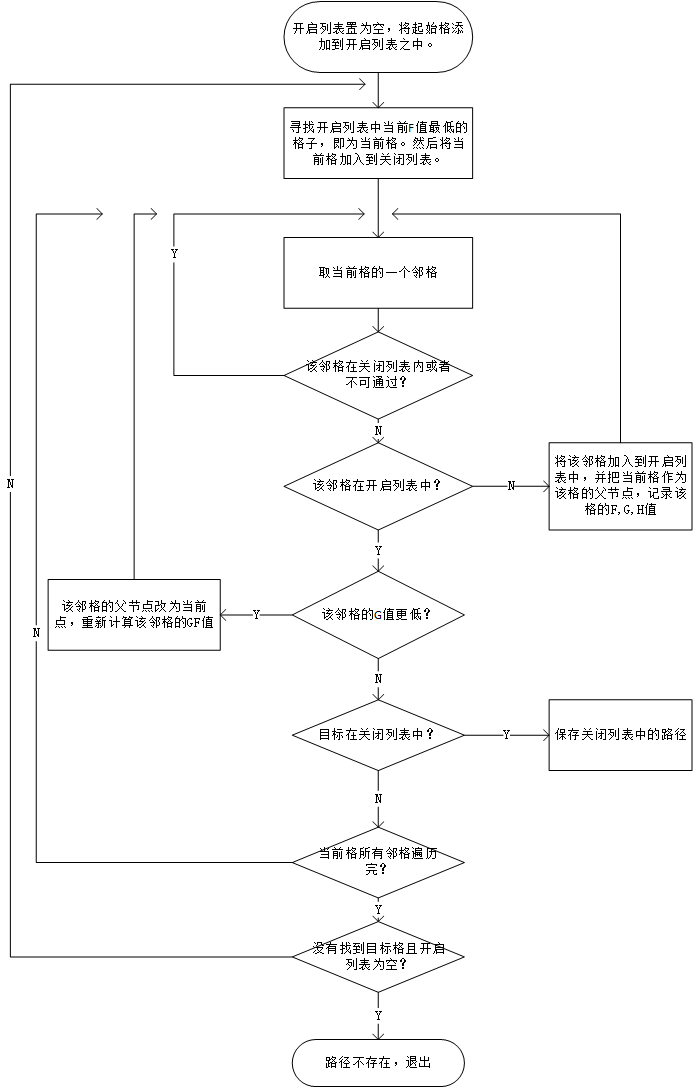 开启列表置为空，将起始格添
加到开启列表之中。
寻找开启列表中当前F值最低的
格子，即为当前格。然后将当
前格加入到关闭列表。
Y
取当前格的一个邻格
该邻格在关闭列表内或者
不可通过？
N
该邻格在开启列表中？
N
将该邻格加入到开启列表
中，并把当前格作为
该格的父节点，记录该
格的F,G,H值
N
Y
该邻格的父节点改为当前
点，重新计算该邻格的GF值
Y
该邻格的G值更低？
N
N
目标在关闭列表中？
Y
保存关闭列表中的路径
N
当前格所有邻格遍历
完？
Y
没有找到目标格且开启
列表为空？
Y
路径不存在，退出